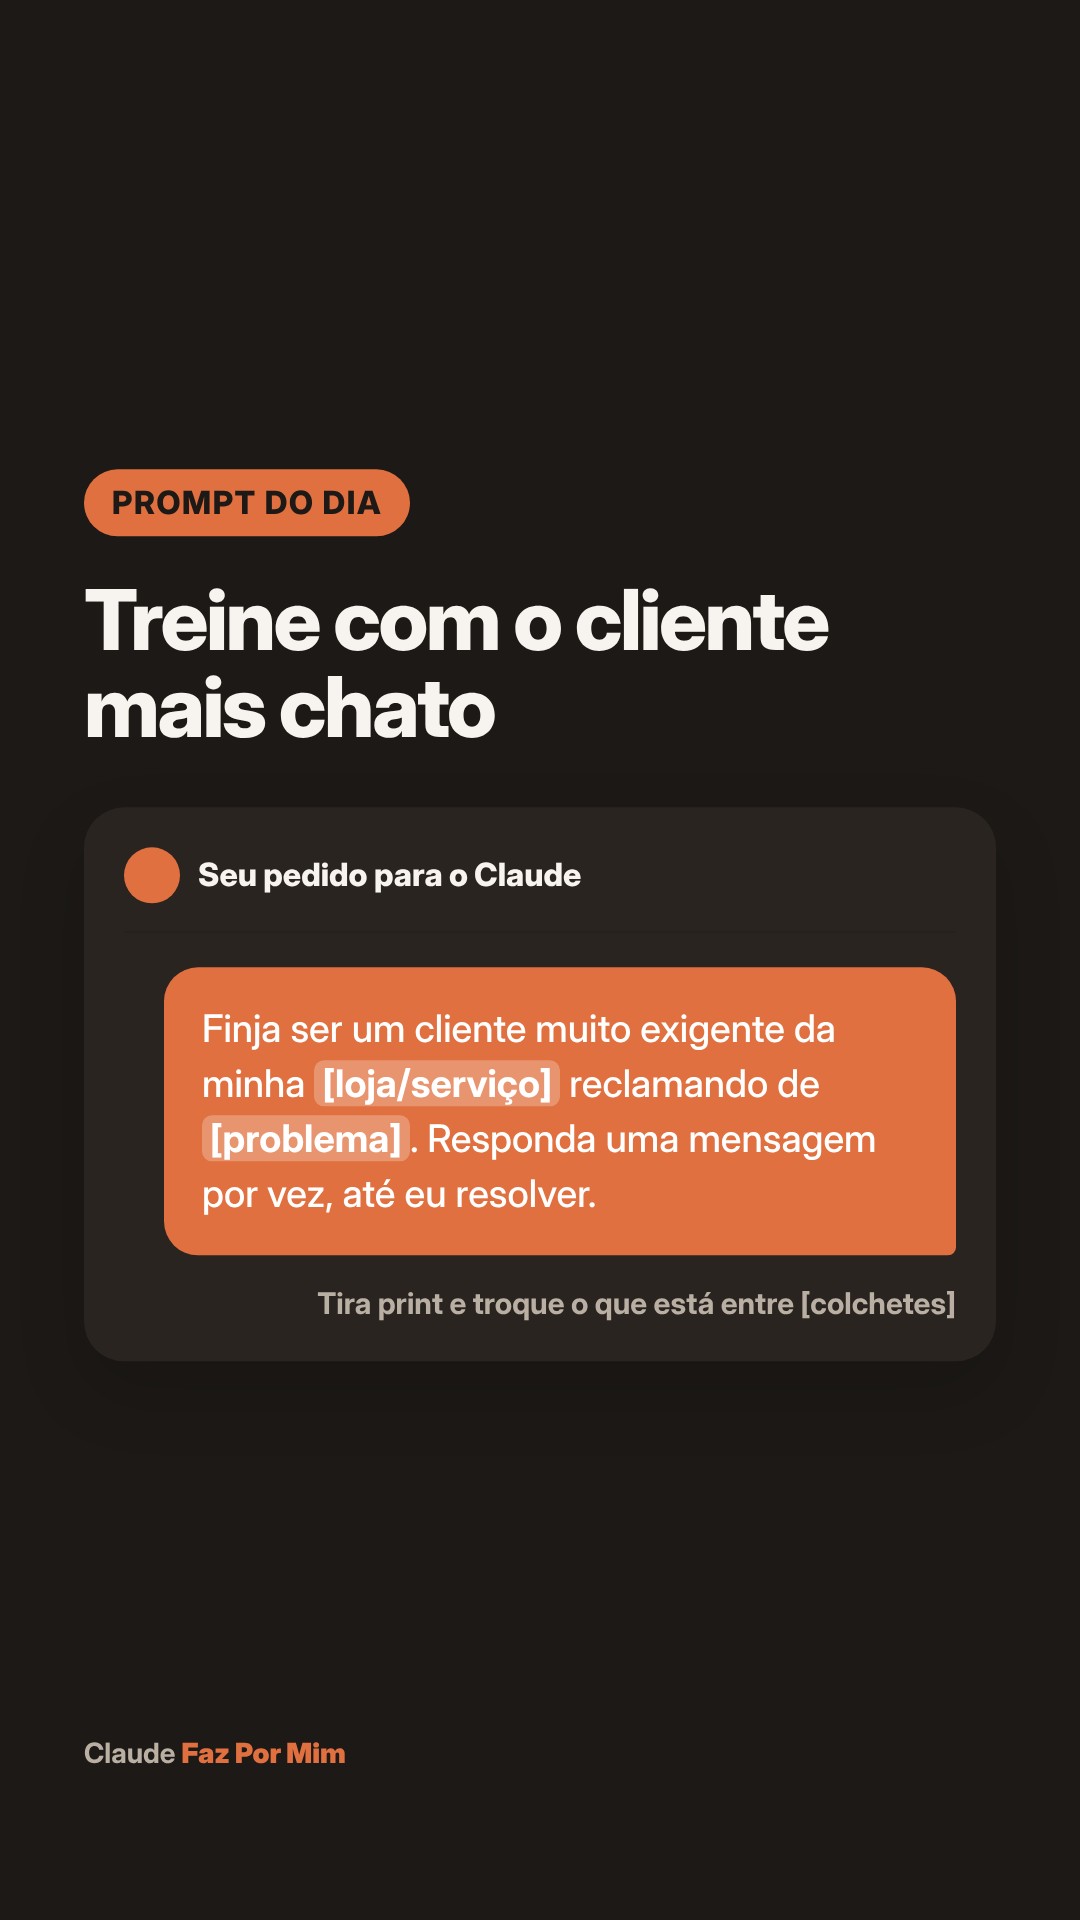 PROMPT DO DIA
Treine com o cliente
mais chato
Seu pedido para o Claude
Finja ser um cliente muito exigente da
minha [loja/serviço] reclamando de
[problema]. Responda uma mensagem
por vez, até eu resolver.
Tira print e troque o que está entre [colchetes]
Claude Faz Por Mim